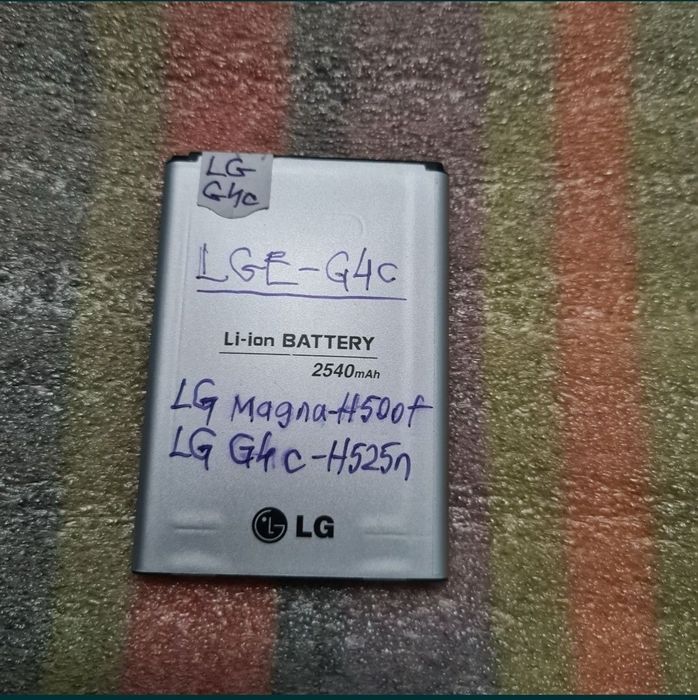 LG
G4c
LGE-G4c
Li-ion BATTERY
2540mAh
LG Magna-H500f
LG G4c-H525n
LG